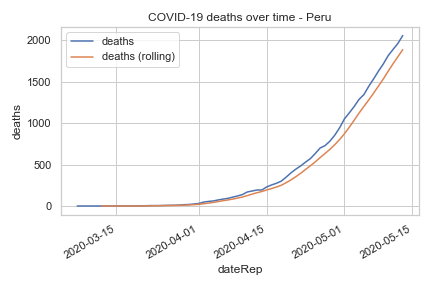 COVID-19 deaths over time - Peru
deaths
deaths (rolling)
2000
1500
1000
500
0
deaths
2020-03-15
2020-04-01
2020-04-15
2020-05-01
2020-05-15
dateRep